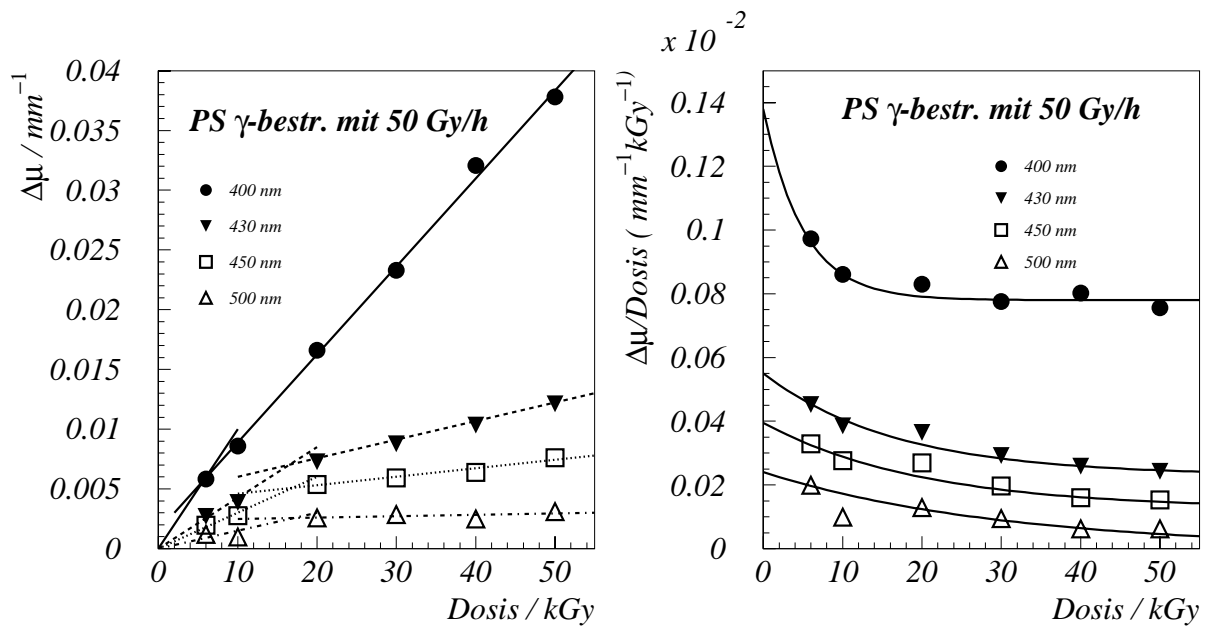 PS γ-bestr. mit 50 Gy/h
Δμ / mm⁻¹
0.04
0.035
0.03
0.025
0.02
0.015
0.01
0.005
0
400 nm
430 nm
450 nm
500 nm
0 10 20 30 40 50
Dosis / kGy
x 10 ⁻²
PS γ-bestr. mit 50 Gy/h
Δμ/Dosis ( mm⁻¹kGy⁻¹)
0.14
0.12
0.1
0.08
0.06
0.04
0.02
0
400 nm
430 nm
450 nm
500 nm
0 10 20 30 40 50
Dosis / kGy